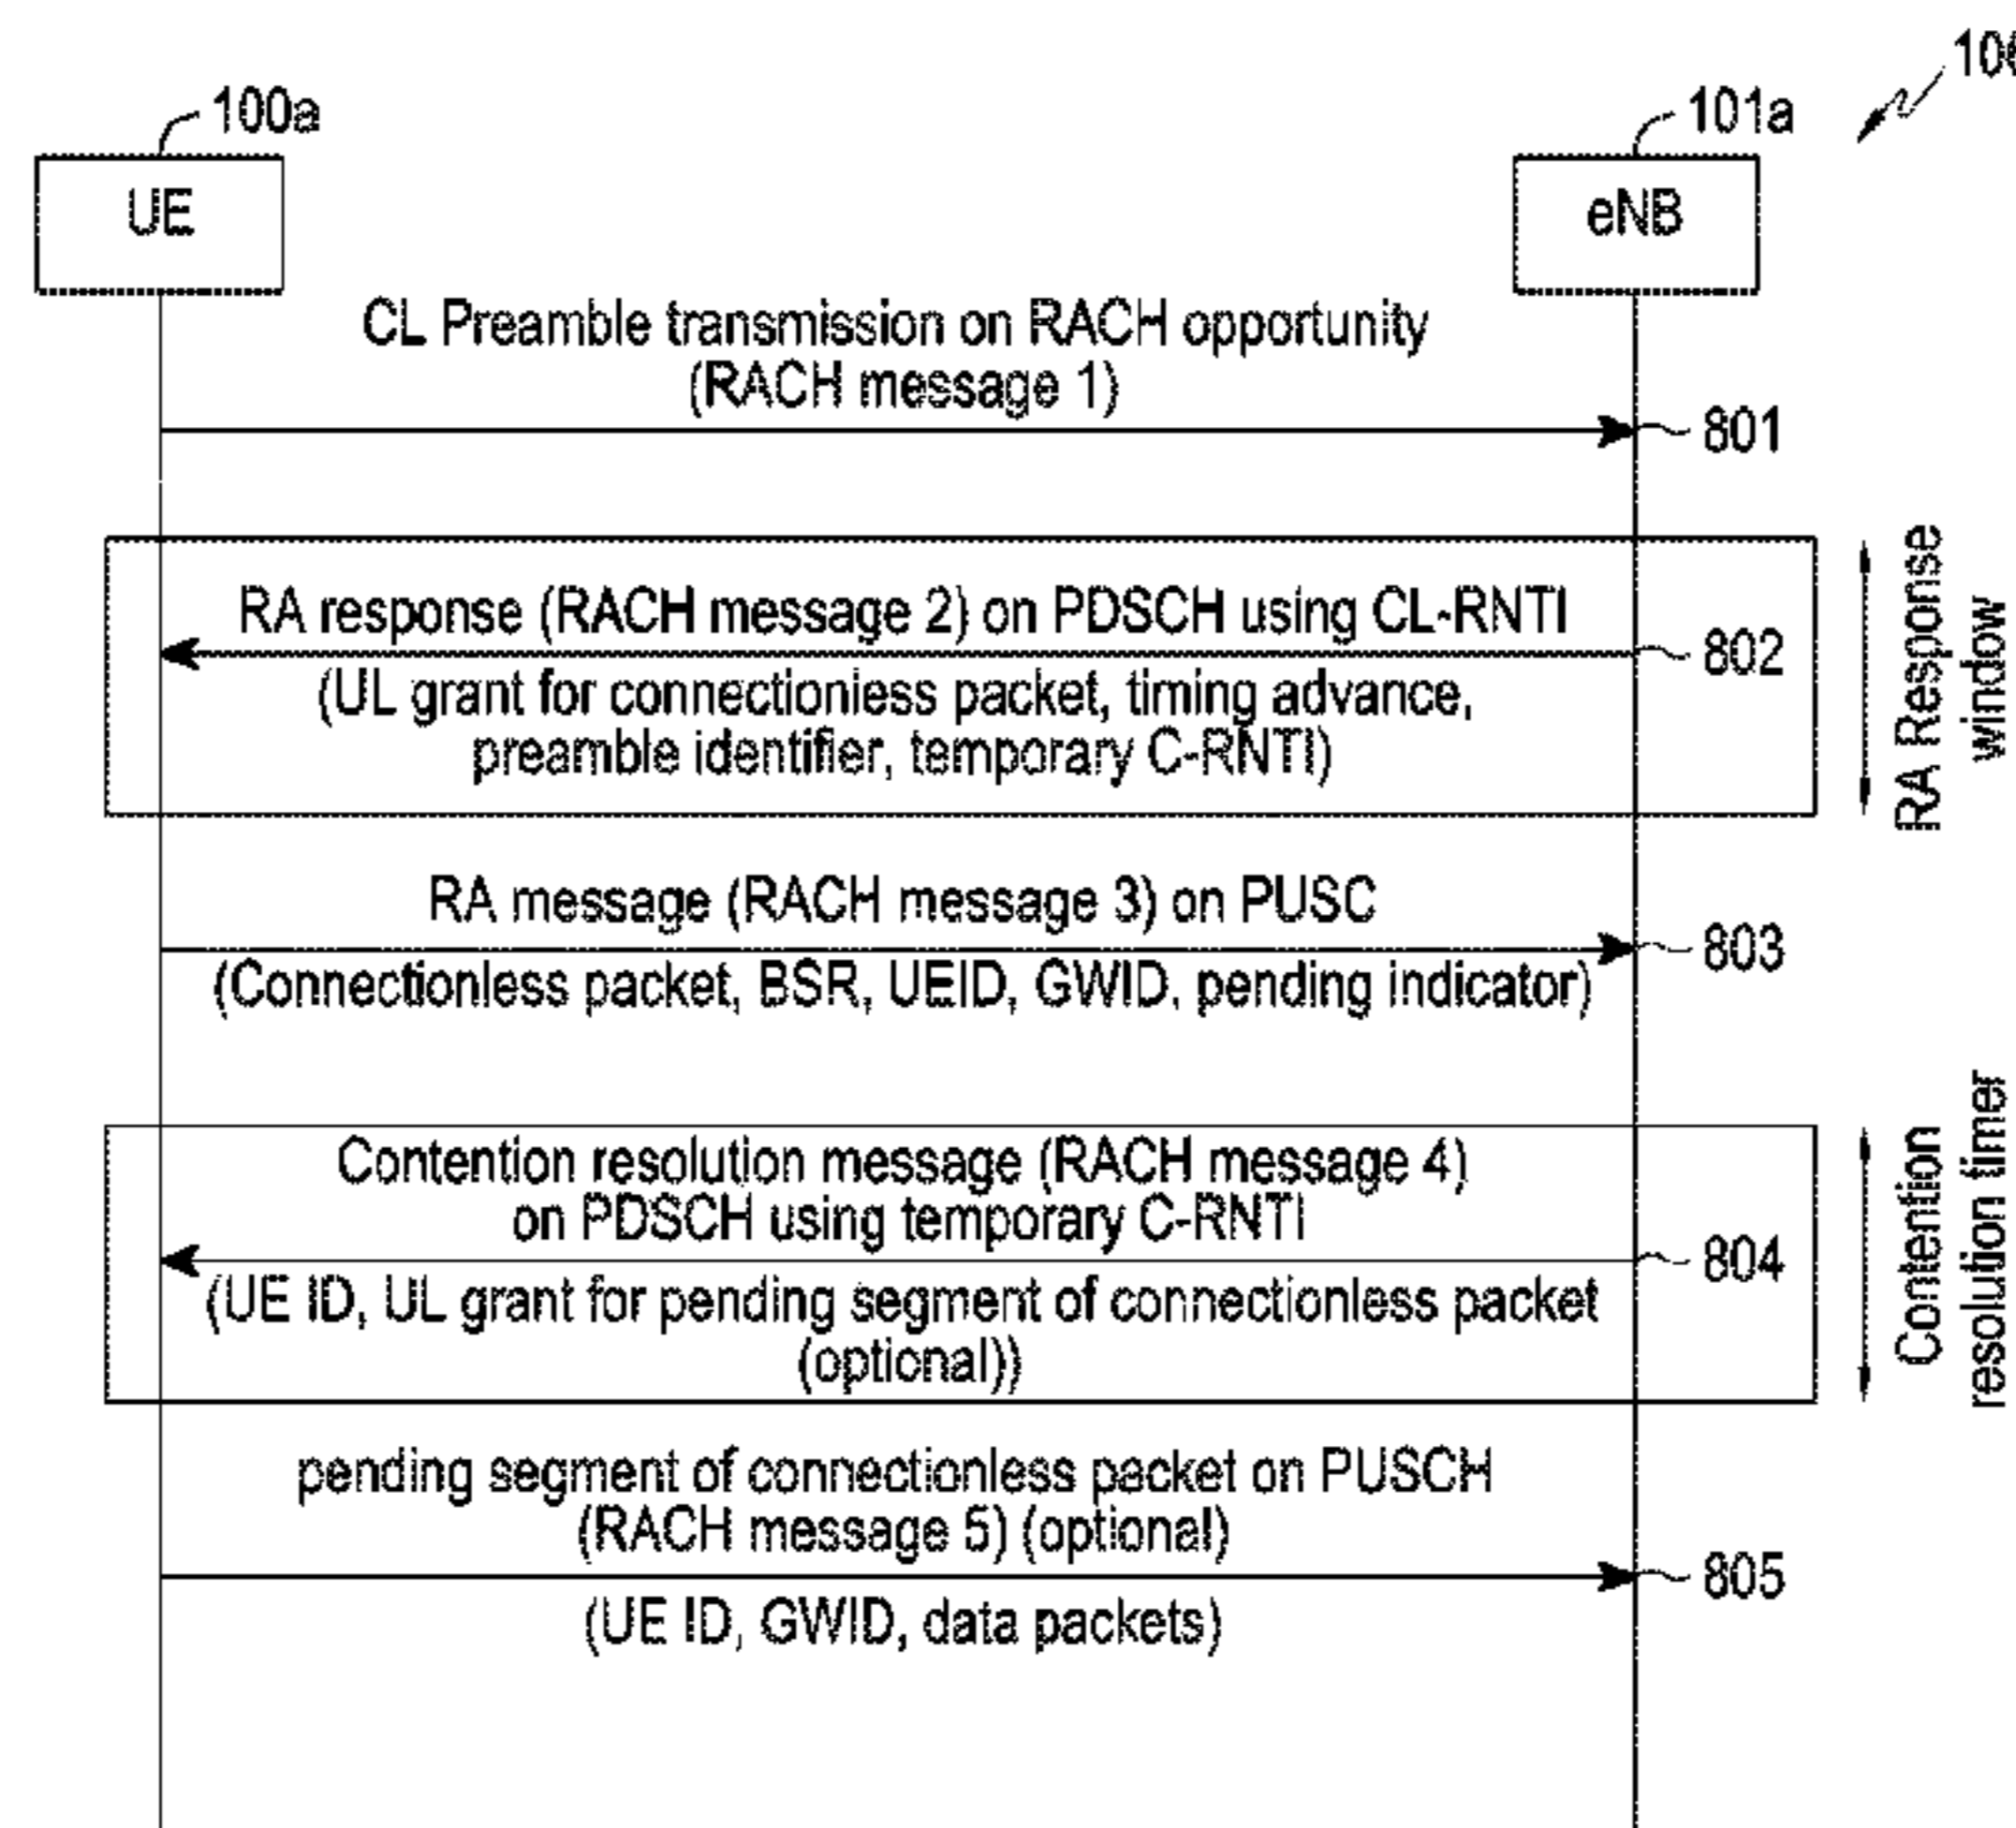 106
100a
101a
UE
eNB
CL Preamble transmission on RACH opportunity
(RACH message 1)
801
RA response (RACH message 2) on PDSCH using CL-RNTI
802
(UL grant for connectionless packet, timing advance,
preamble identifier, temporary C-RNTI)
RA Response
window
RA message (RACH message 3) on PUSC
803
(Connectionless packet, BSR, UEID, GWID, pending indicator)
Contention resolution message (RACH message 4)
on PDSCH using temporary C-RNTI
804
(UE ID, UL grant for pending segment of connectionless packet
(optional))
Contention
resolution timer
pending segment of connectionless packet on PUSCH
(RACH message 5) (optional)
805
(UE ID, GWID, data packets)